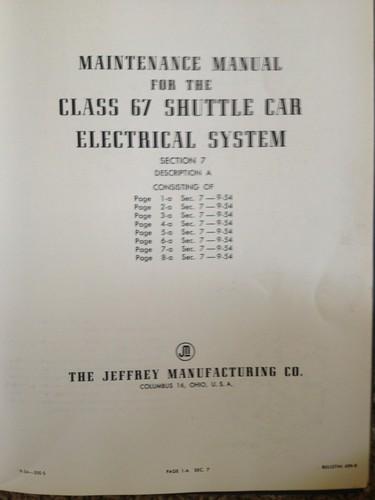 MAINTENANCE MANUAL
FOR THE
CLASS 67 SHUTTLE CAR
ELECTRICAL SYSTEM
SECTION 7
DESCRIPTION A
CONSISTING OF
Page 1-a Sec. 7—9-54
Page 2-a Sec. 7—9-54
Page 3-a Sec. 7—9-54
Page 4-a Sec. 7—9-54
Page 5-a Sec. 7—9-54
Page 6-a Sec. 7—9-54
Page 7-a Sec. 7—9-54
Page 8-a Sec. 7—9-54
THE JEFFREY MANUFACTURING CO.
COLUMBUS 16, OHIO, U. S. A.
PAGE 1-A SEC. 7
BULLETIN